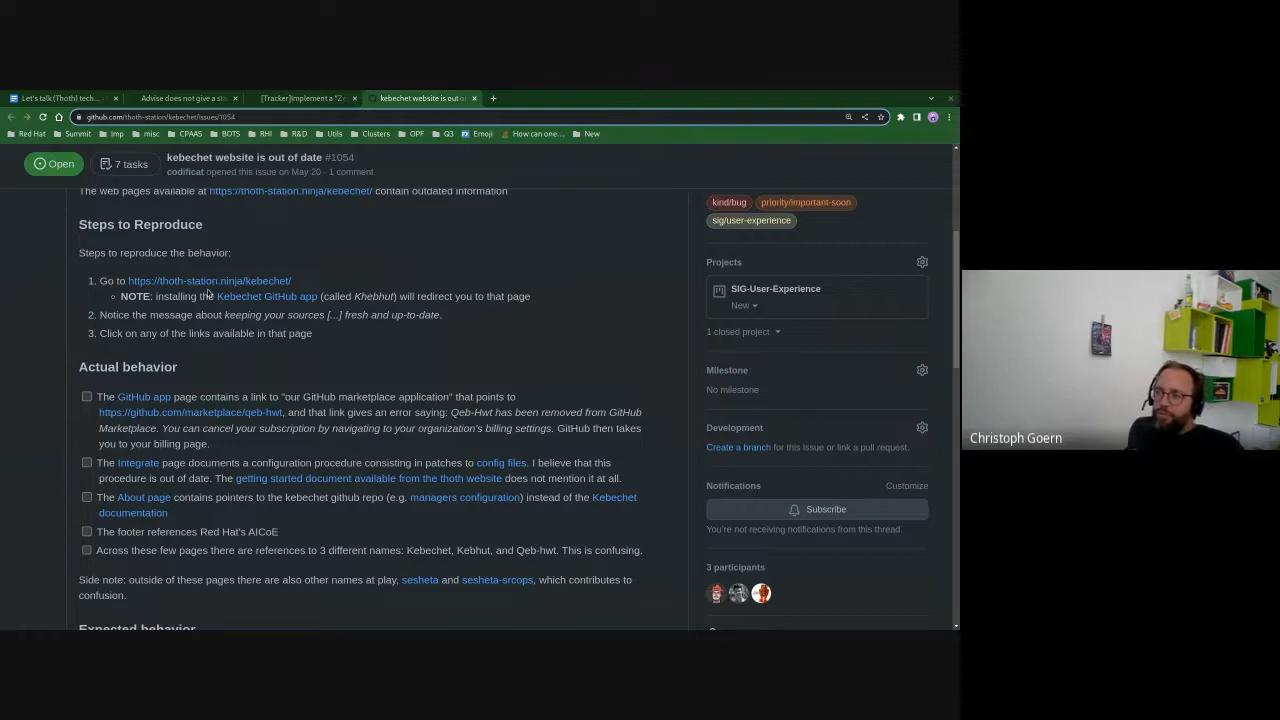 Let's talk (Thoth) tech...
Advise does not give a sta
[Tracker]Implement a "Ze
kebechet website is out o
github.com/thoth-station/kebechet/issues/1054
Red Hat
Summit
Imp
misc
CPAAS
BOTS
RHI
R&D
Utils
Clusters
OPF
Q3
Emoji
How can one...
New
Open
7 tasks
kebechet website is out of date #1054
codificat opened this issue on May 20 · 1 comment
The web pages available at https://thoth-station.ninja/kebechet/ contain outdated information
Steps to Reproduce
Steps to reproduce the behavior:
1. Go to https://thoth-station.ninja/kebechet/
NOTE: installing the Kebechet GitHub app (called Khebhut) will redirect you to that page
2. Notice the message about keeping your sources [...] fresh and up-to-date.
3. Click on any of the links available in that page
Actual behavior
The GitHub app page contains a link to "our GitHub marketplace application" that points to
https://github.com/marketplace/qeb-hwt, and that link gives an error saying: Qeb-Hwt has been removed from GitHub
Marketplace. You can cancel your subscription by navigating to your organization's billing settings. GitHub then takes
you to your billing page.
The Integrate page documents a configuration procedure consisting in patches to config files. I believe that this
procedure is out of date. The getting started document available from the thoth website does not mention it at all.
The About page contains pointers to the kebechet github repo (e.g. managers configuration) instead of the Kebechet
documentation
The footer references Red Hat's AICoE
Across these few pages there are references to 3 different names: Kebechet, Kebhut, and Qeb-hwt. This is confusing.
Side note: outside of these pages there are also other names at play, sesheta and sesheta-srcops, which contributes to
confusion.
Expected behavior
kind/bug
priority/important-soon
sig/user-experience
Projects
SIG-User-Experience
New
1 closed project
Milestone
No milestone
Development
Create a branch for this issue or link a pull request.
Notifications
Customize
Subscribe
You're not receiving notifications from this thread.
3 participants
Christoph Goern